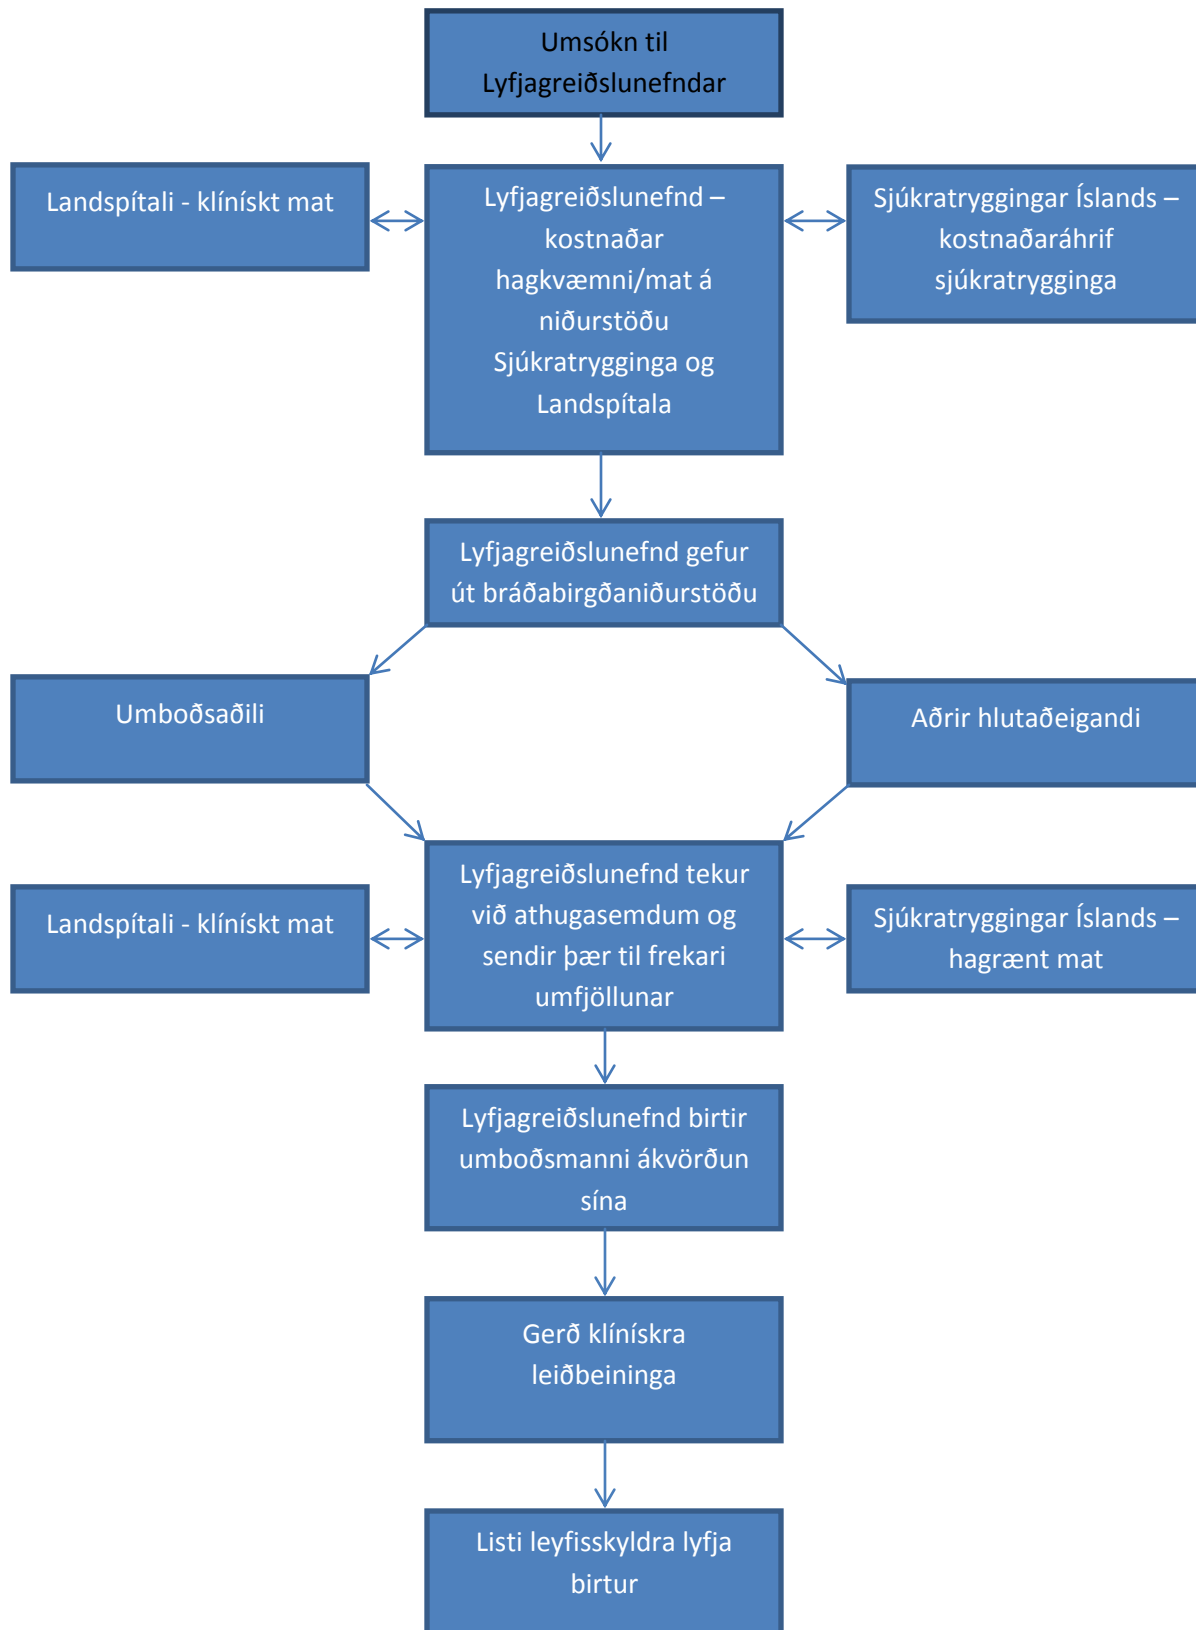 Umsókn til
Lyfjagreiðslunefndar
Landspítali - klínískt mat
Lyfjagreiðslunefnd –
kostnaðar
hagkvæmni/mat á
niðurstöðu
Sjúkratrygginga og
Landspítala
Sjúkratryggingar Íslands –
kostnaðaráhrif
sjúkratrygginga
Lyfjagreiðslunefnd gefur
út bráðabirgðaniðurstöðu
Umboðsaðili
Aðrir hlutaðeigandi
Landspítali - klínískt mat
Lyfjagreiðslunefnd tekur
við athugasemdum og
sendir þær til frekari
umfjöllunar
Sjúkratryggingar Íslands –
hagrænt mat
Lyfjagreiðslunefnd birtir
umboðsmanni ákvörðun
sína
Gerð klínískra
leiðbeininga
Listi leyfisskyldra lyfja
birtur